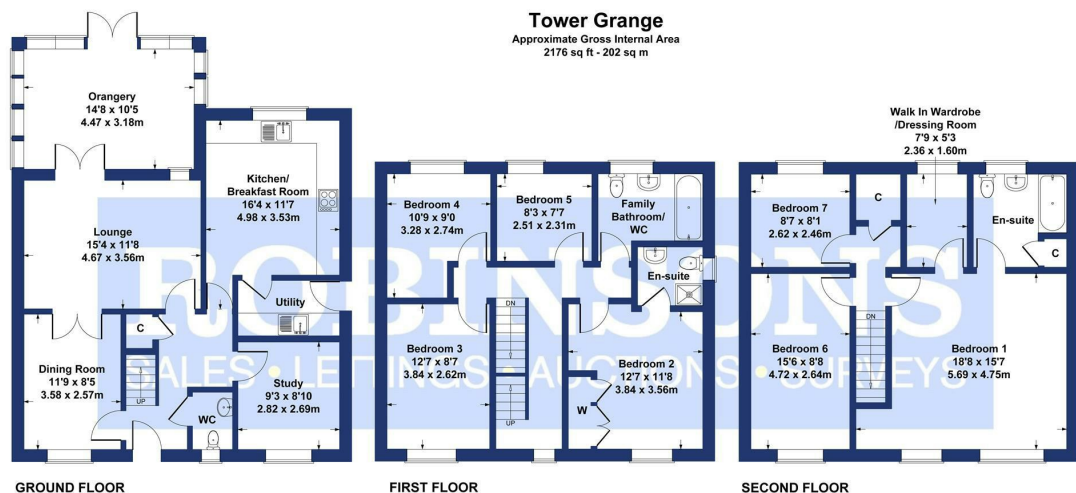 Tower Grange
Approximate Gross Internal Area
2176 sq ft - 202 sq m
Orangery
14'8 x 10'5
4.47 x 3.18m
Kitchen/
Breakfast Room
16'4 x 11'7
4.98 x 3.53m
Lounge
15'4 x 11'8
4.67 x 3.56m
Utility
C
Dining Room
11'9 x 8'5
3.58 x 2.57m
UP
WC
Study
9'3 x 8'10
2.82 x 2.69m
GROUND FLOOR
Bedroom 4
10'9 x 9'0
3.28 x 2.74m
Bedroom 5
8'3 x 7'7
2.51 x 2.31m
Family
Bathroom/
WC
En-suite
DN
Bedroom 3
12'7 x 8'7
3.84 x 2.62m
Bedroom 2
12'7 x 11'8
3.84 x 3.56m
W
UP
FIRST FLOOR
Walk In Wardrobe
/Dressing Room
7'9 x 5'3
2.36 x 1.60m
Bedroom 7
8'7 x 8'1
2.62 x 2.46m
C
En-suite
C
DN
Bedroom 6
15'6 x 8'8
4.72 x 2.64m
Bedroom 1
18'8 x 15'7
5.69 x 4.75m
SECOND FLOOR
ROBINSONS
SALES • LETTINGS • AUCTIONS • SURVEYS